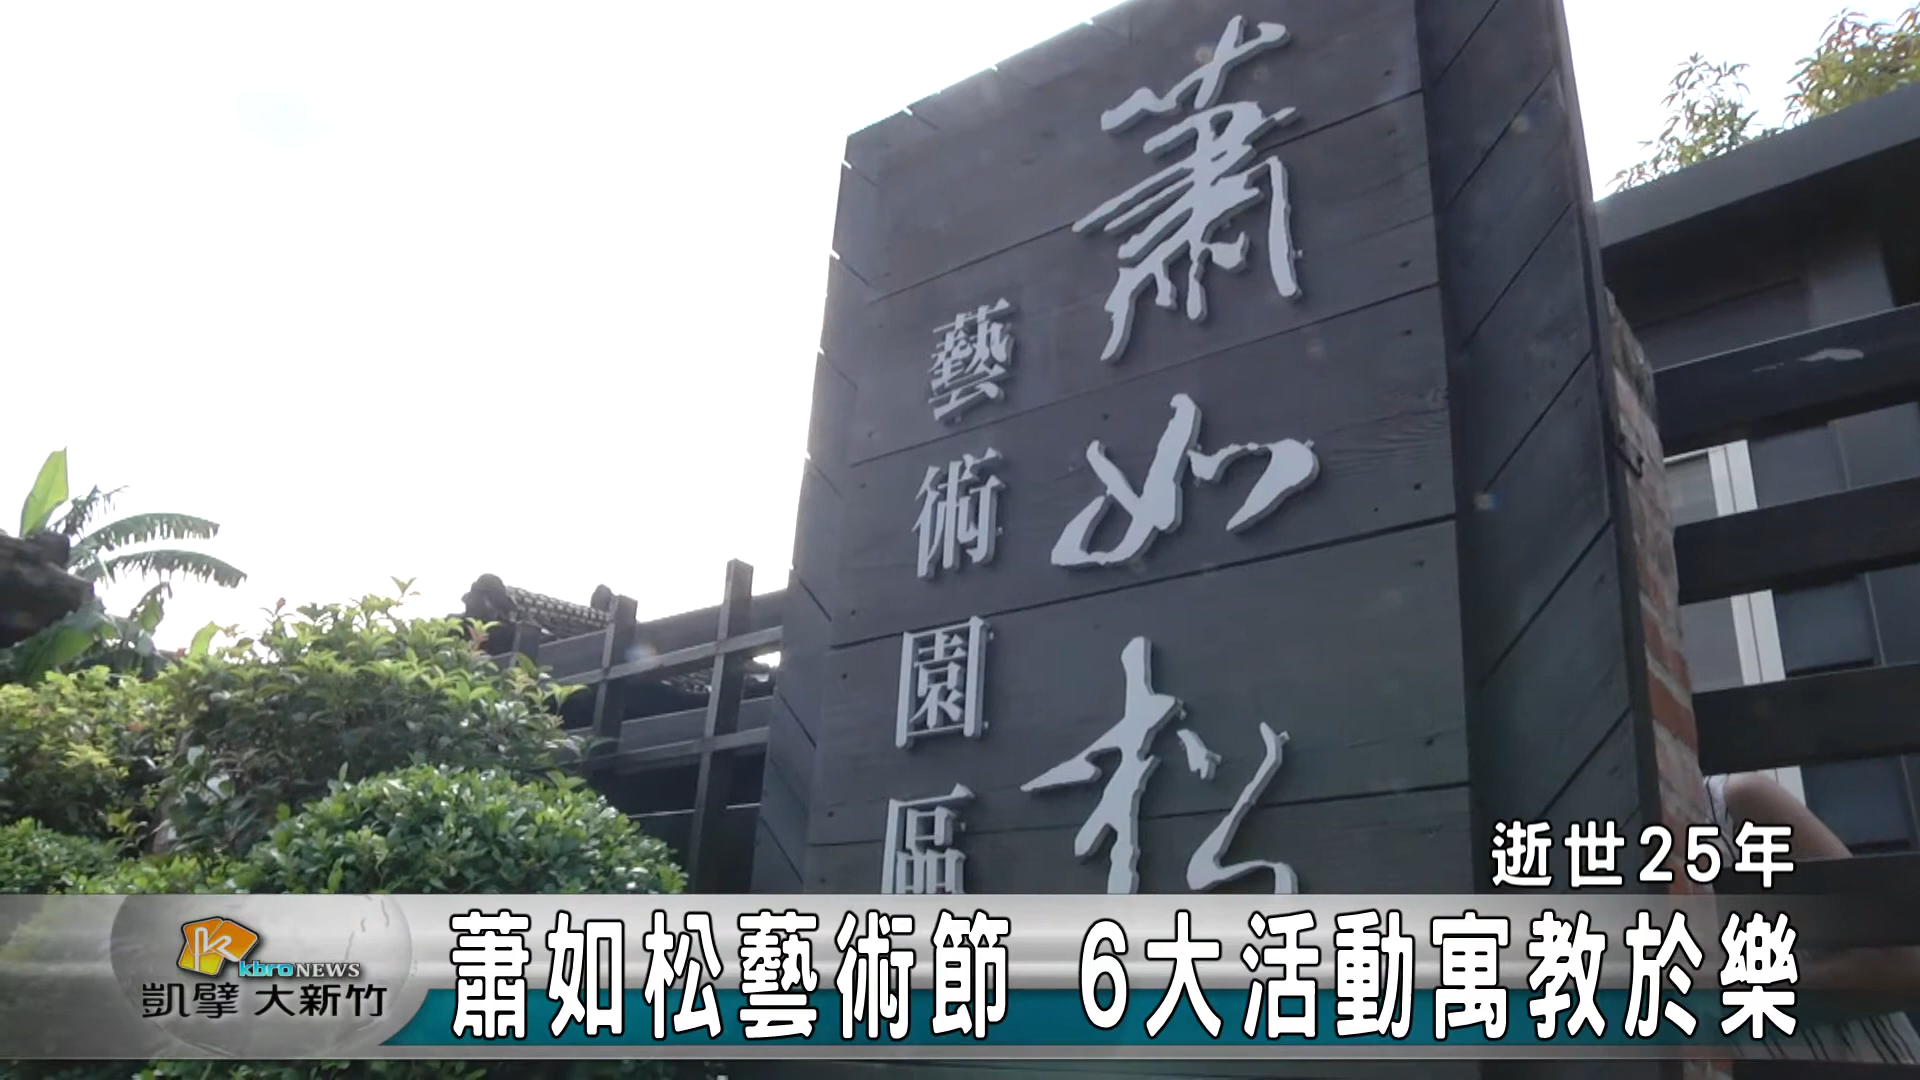 蕭如松
藝術園區
逝世25年
蕭如松藝術節 6大活動寓教於樂
kbro NEWS
凱擘 大新竹